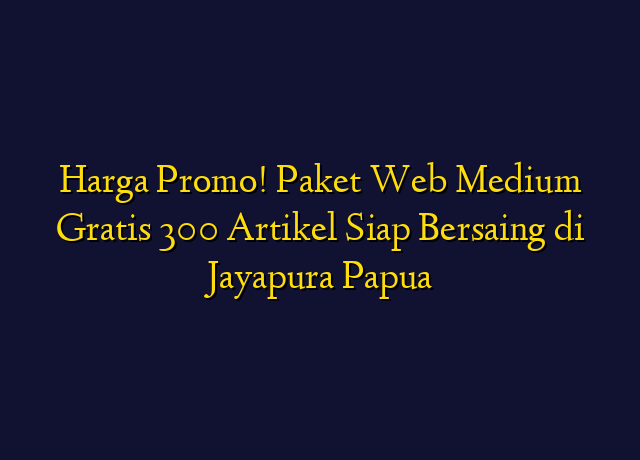 Harga Promo! Paket Web Medium
Gratis 300 Artikel Siap Bersaing di
Jayapura Papua